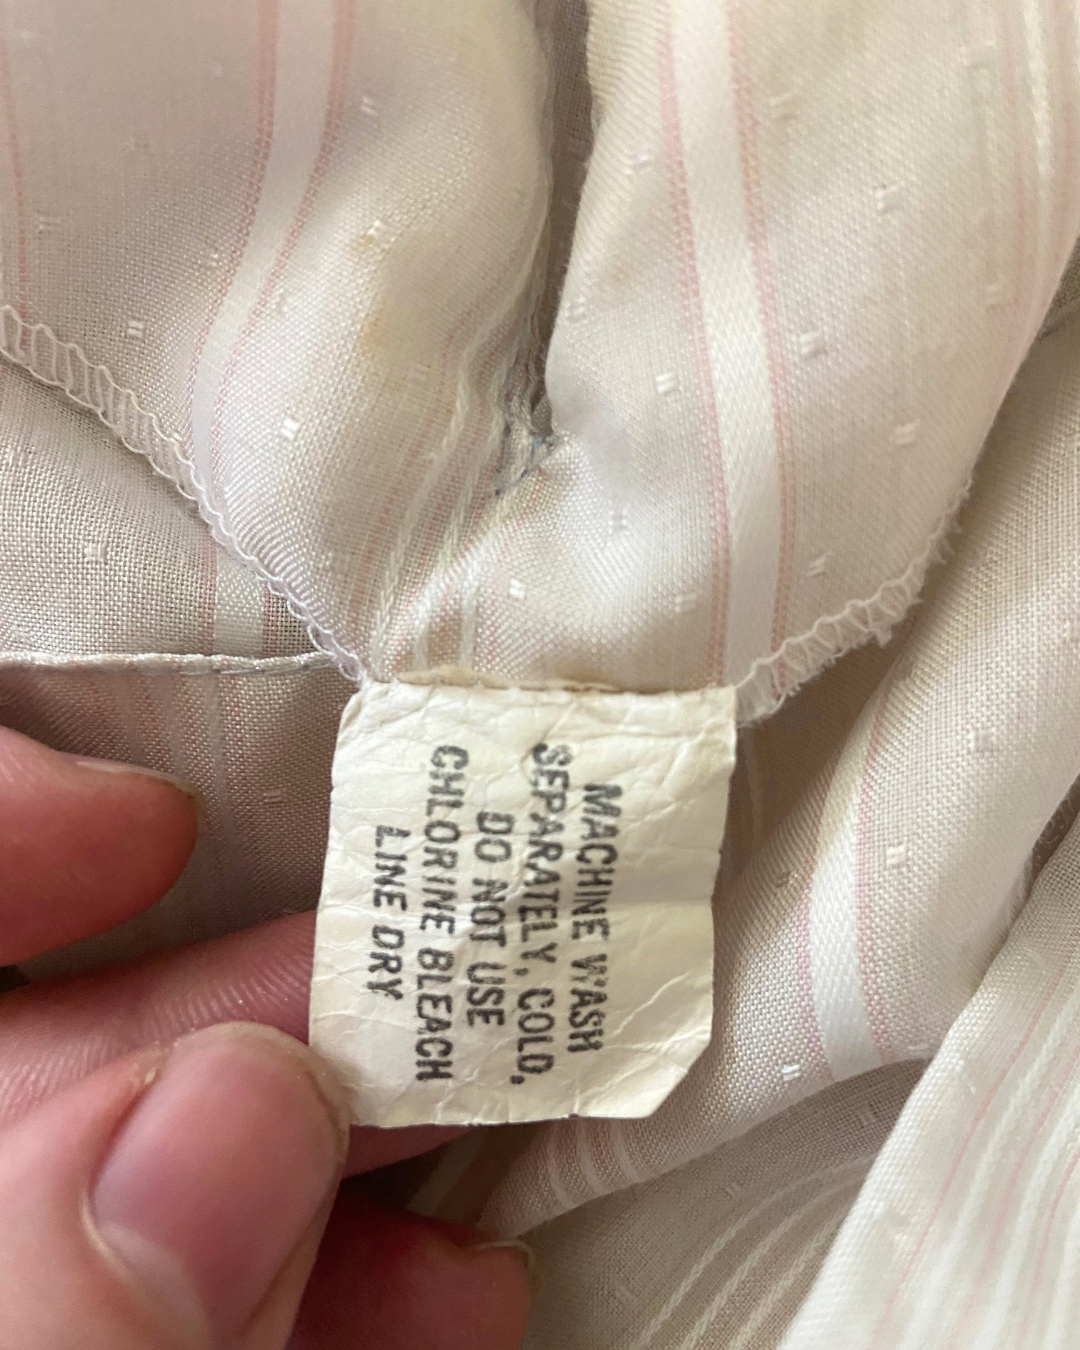 MACHINE WASH
SEPARATELY, COLD,
DO NOT USE
CHLORINE BLEACH
LINE DRY